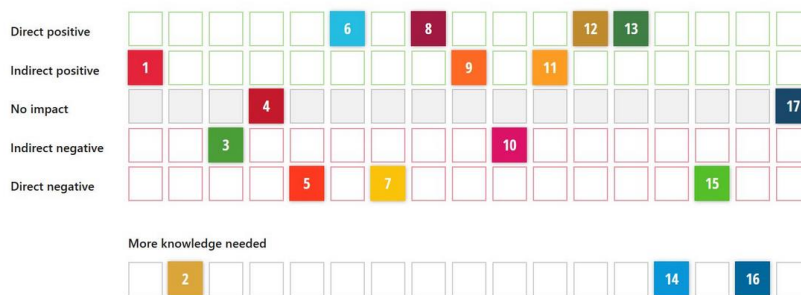 Direct positive 6 8 12 13
Indirect positive 1 9 11
No impact 4 17
Indirect negative 3 10
Direct negative 5 7 15
More knowledge needed
2 14 16